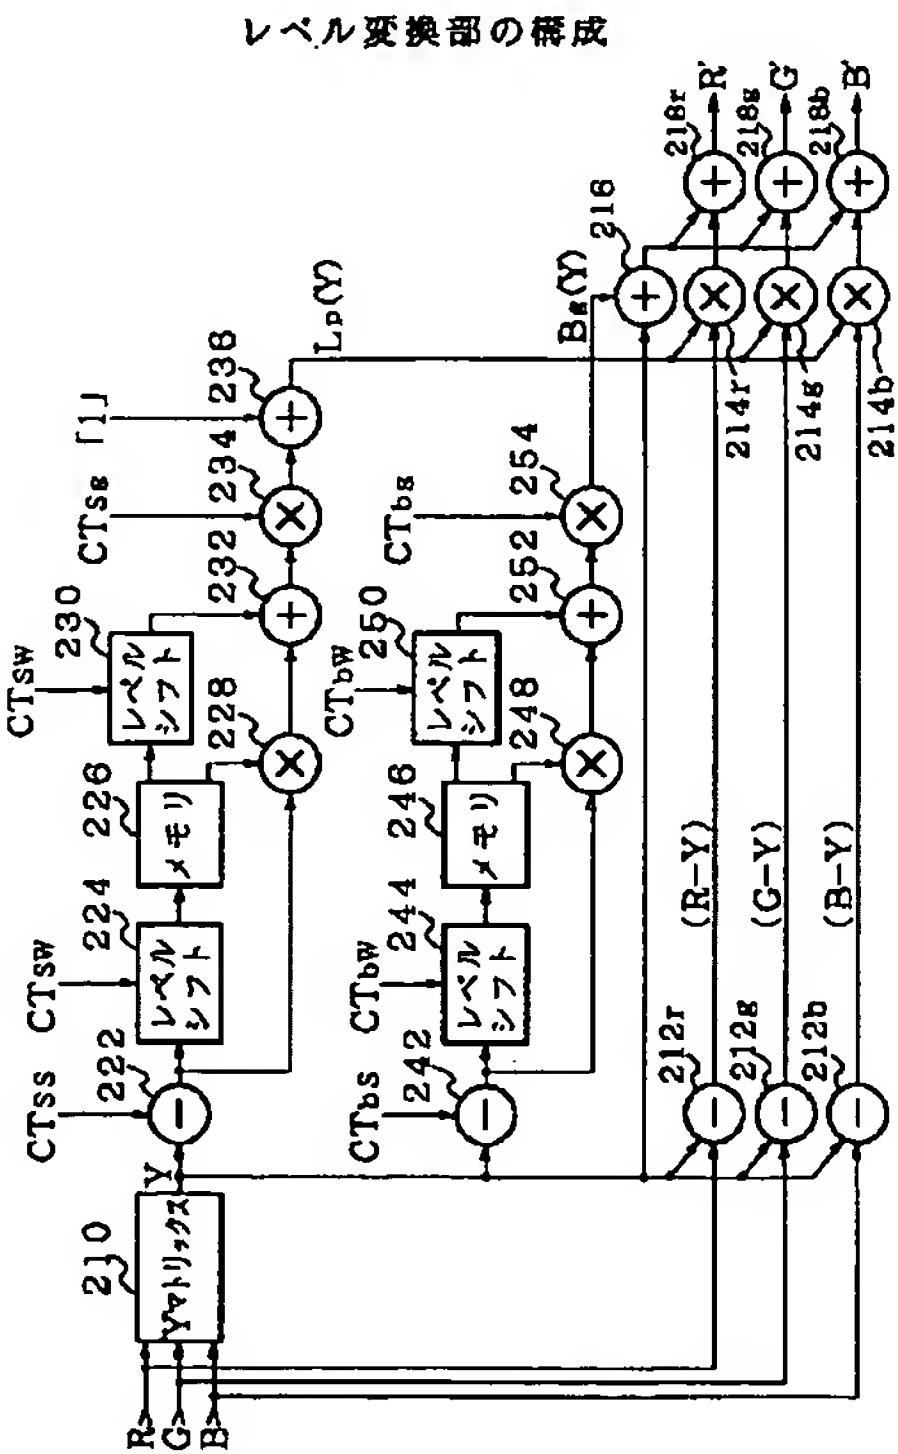 レベル変換部の構成
R
G
B
210
Yマトリックス
Y
CTSS
222
CTSW
224
レベル
シフト
226
メモリ
CTSW
230
レベル
シフト
228
232
CTSg
234
「1」
236
Lp(Y)
CTbS
242
CTbW
244
レベル
シフト
246
メモリ
CTbW
250
レベル
シフト
248
252
CTbg
254
Bg(Y)
216
212r
212g
212b
(R-Y)
(G-Y)
(B-Y)
214r
214g
214b
218r
218g
218b
R'
G'
B'